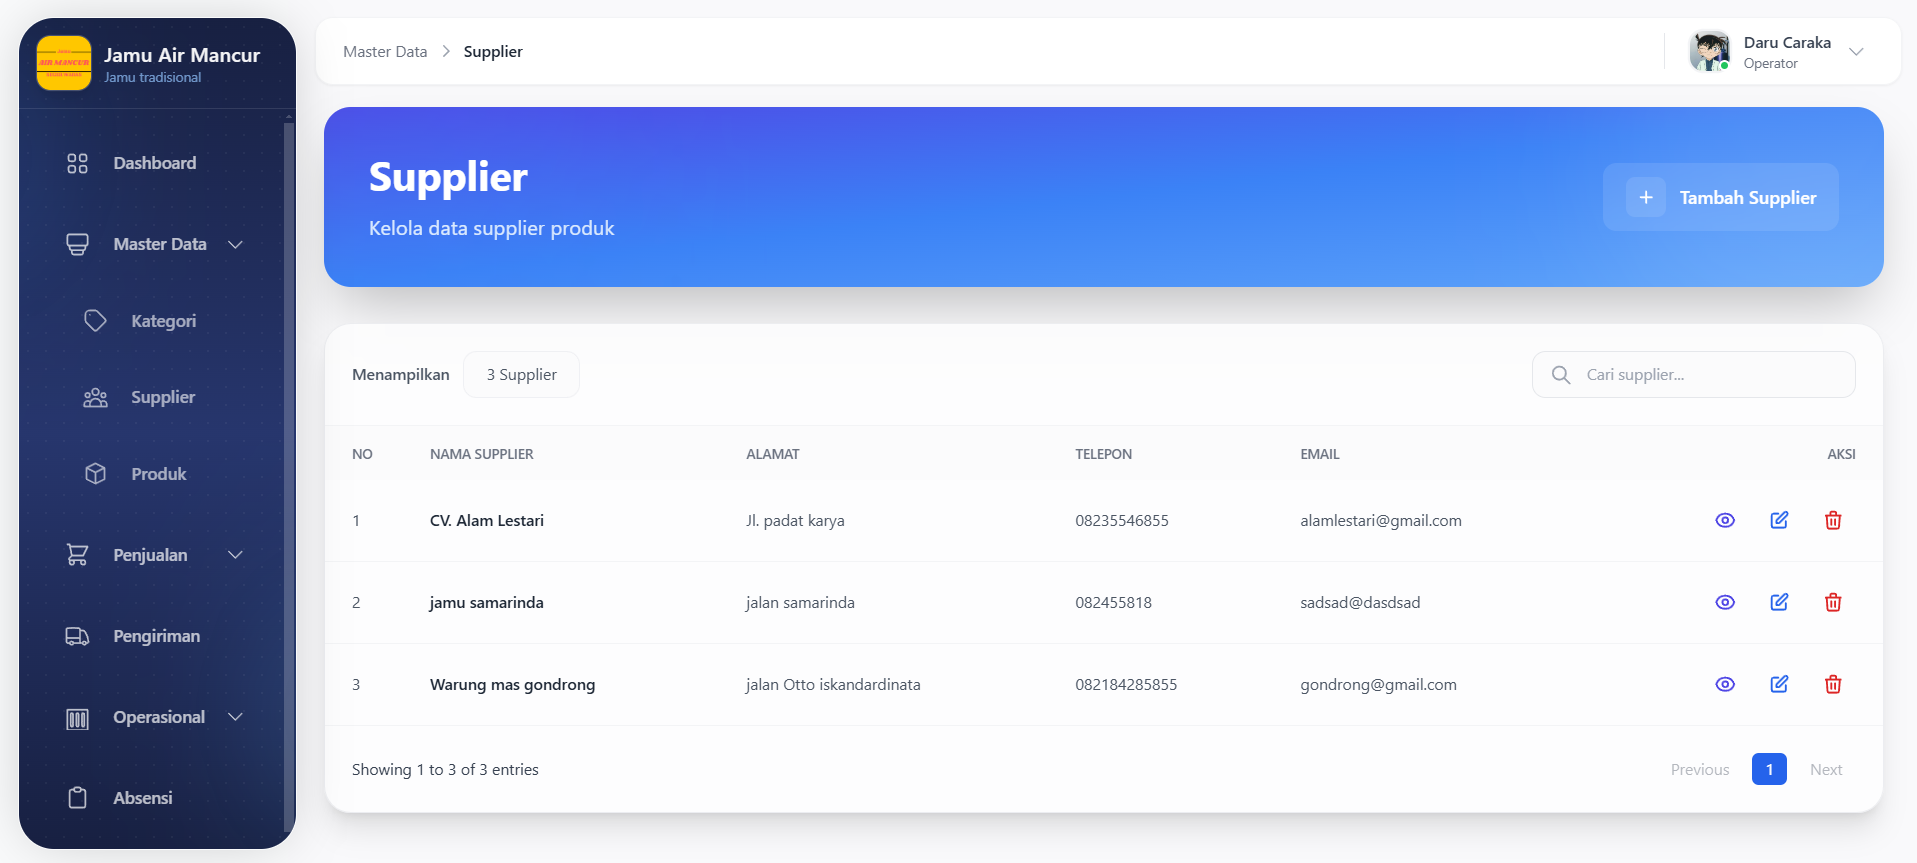 AIR MANCUR
Jamu Air Mancur
Jamu tradisional
Dashboard
Master Data
Kategori
Supplier
Produk
Penjualan
Pengiriman
Operasional
Absensi
Master Data > Supplier
Daru Caraka
Operator
Supplier
Kelola data supplier produk
+ Tambah Supplier
Menampilkan 3 Supplier
Cari supplier...
NO NAMA SUPPLIER ALAMAT TELEPON EMAIL AKSI
1 CV. Alam Lestari Jl. padat karya 08235546855 alamlestari@gmail.com
2 jamu samarinda jalan samarinda 082455818 sadsad@dasdsad
3 Warung mas gondrong jalan Otto iskandardinata 082184285855 gondrong@gmail.com
Showing 1 to 3 of 3 entries
Previous 1 Next